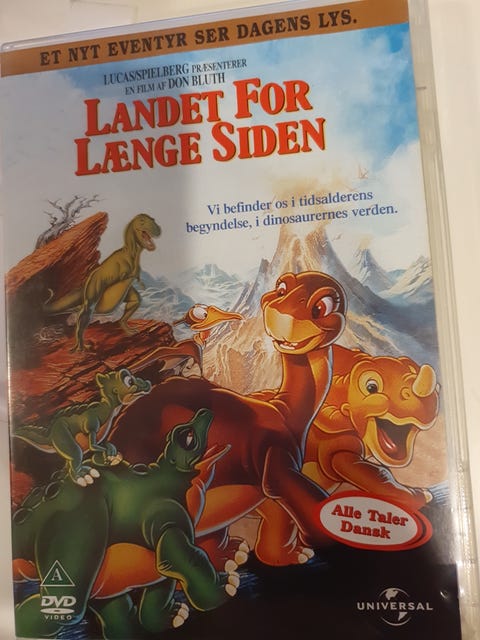 ET NYT EVENTYR SER DAGENS LYS.
LUCAS/SPIELBERG PRÆSENTERER
EN FILM AF DON BLUTH
LANDET FOR
LÆNGE SIDEN
Vi befinder os i tidsalderens
begyndelse, i dinosaurernes verden.
Alle Taler
Dansk
A
DVD
VIDEO
UNIVERSAL